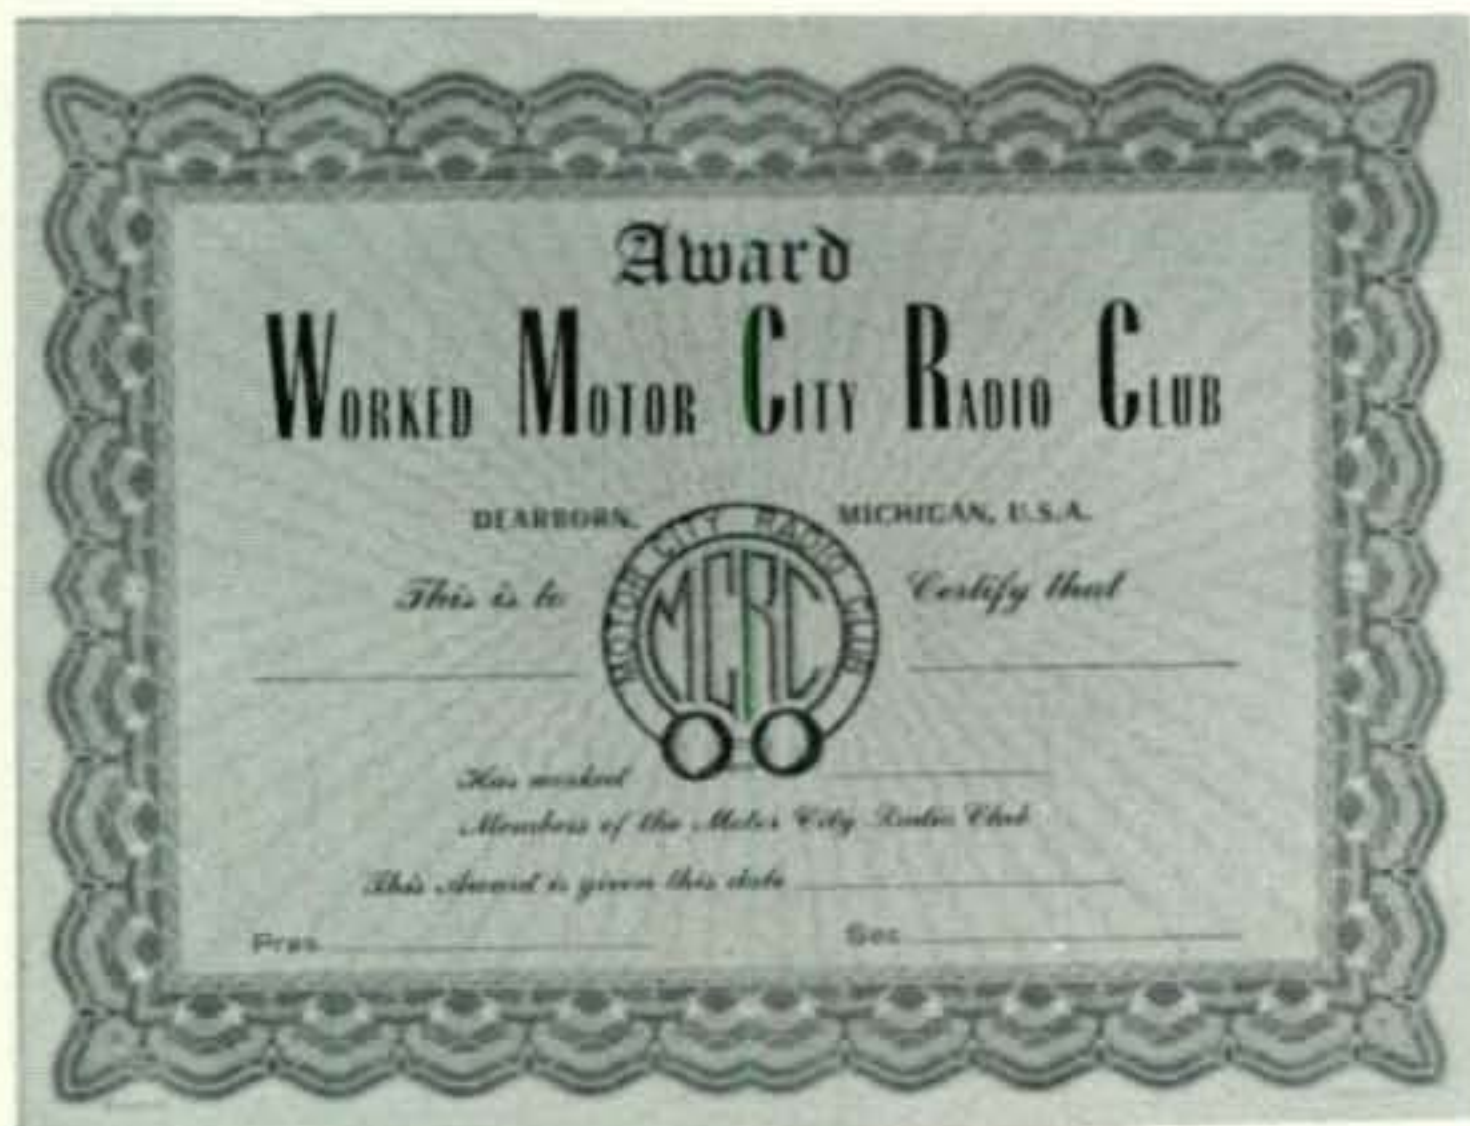 Award
WORKED MOTOR CITY RADIO CLUB
DEARBORN, MICHIGAN, U.S.A.
MOTOR CITY RADIO CLUB
MCRC
This is to Certify that
Has worked
Members of the Motor City Radio Club
This Award is given this date
Pres. Sec.